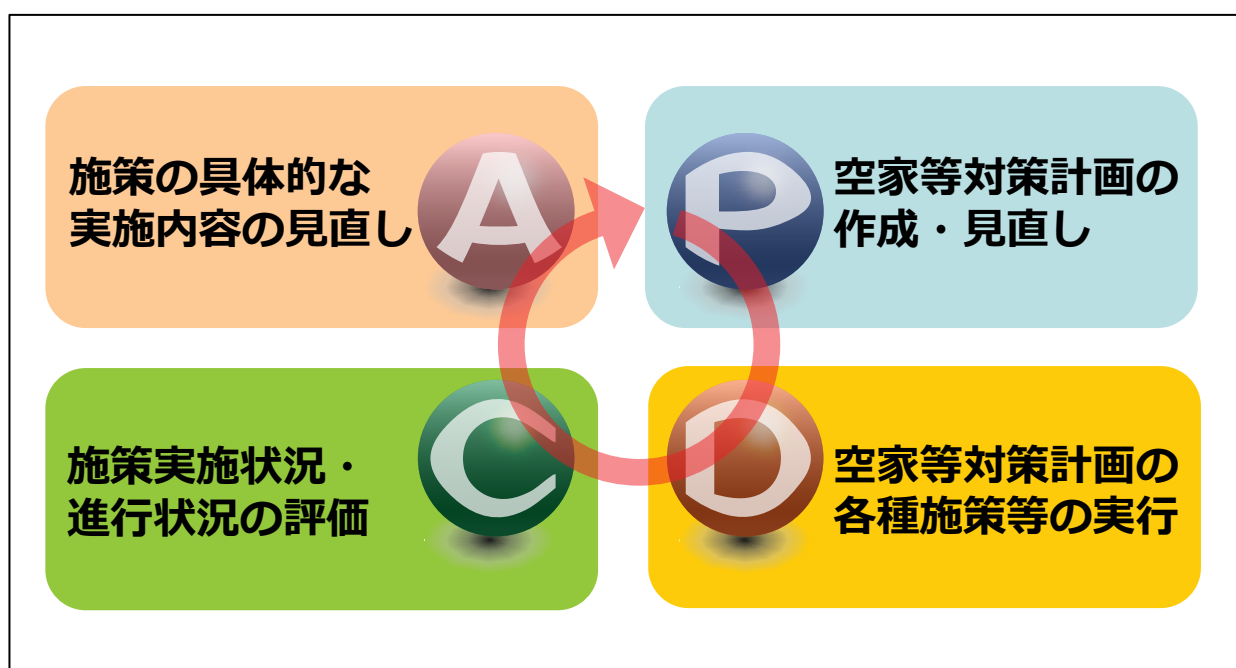 施策の具体的な
実施内容の見直し
A
P
空家等対策計画の
作成・見直し
施策実施状況・
進行状況の評価
C
D
空家等対策計画の
各種施策等の実行